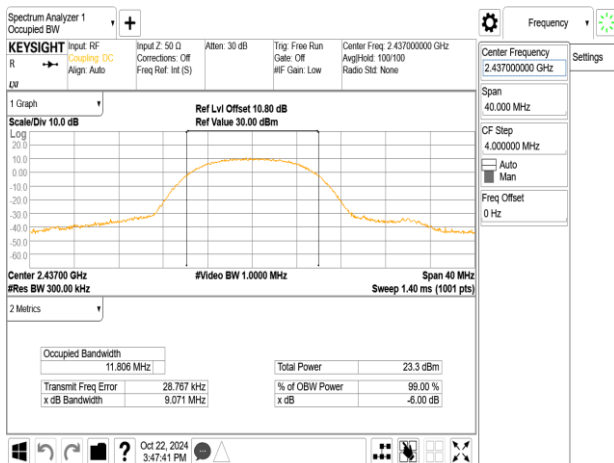 Spectrum Analyzer 1
Occupied BW
Frequency
Settings
KEYSIGHT
R
LXI
Input: RF
Coupling: DC
Align: Auto
Input Z: 50 Ω
Corrections: Off
Freq Ref: Int (S)
Atten: 30 dB
Trig: Free Run
Gate: Off
#IF Gain: Low
Center Freq: 2.437000000 GHz
Avg|Hold: 100/100
Radio Std: None
Center Frequency
2.437000000 GHz
Span
40.000 MHz
CF Step
4.000000 MHz
Auto
Man
Freq Offset
0 Hz
1 Graph
Scale/Div 10.0 dB
Ref Lvl Offset 10.80 dB
Ref Value 30.00 dBm
Log
20.0
10.0
0.00
-10.0
-20.0
-30.0
-40.0
-50.0
-60.0
Center 2.43700 GHz
#Video BW 1.0000 MHz
Span 40 MHz
#Res BW 300.00 kHz
Sweep 1.40 ms (1001 pts)
2 Metrics
Occupied Bandwidth
11.806 MHz
Total Power 23.3 dBm
Transmit Freq Error 28.767 kHz
% of OBW Power 99.00 %
x dB Bandwidth 9.071 MHz
x dB -6.00 dB
?
Oct 22, 2024
3:47:41 PM